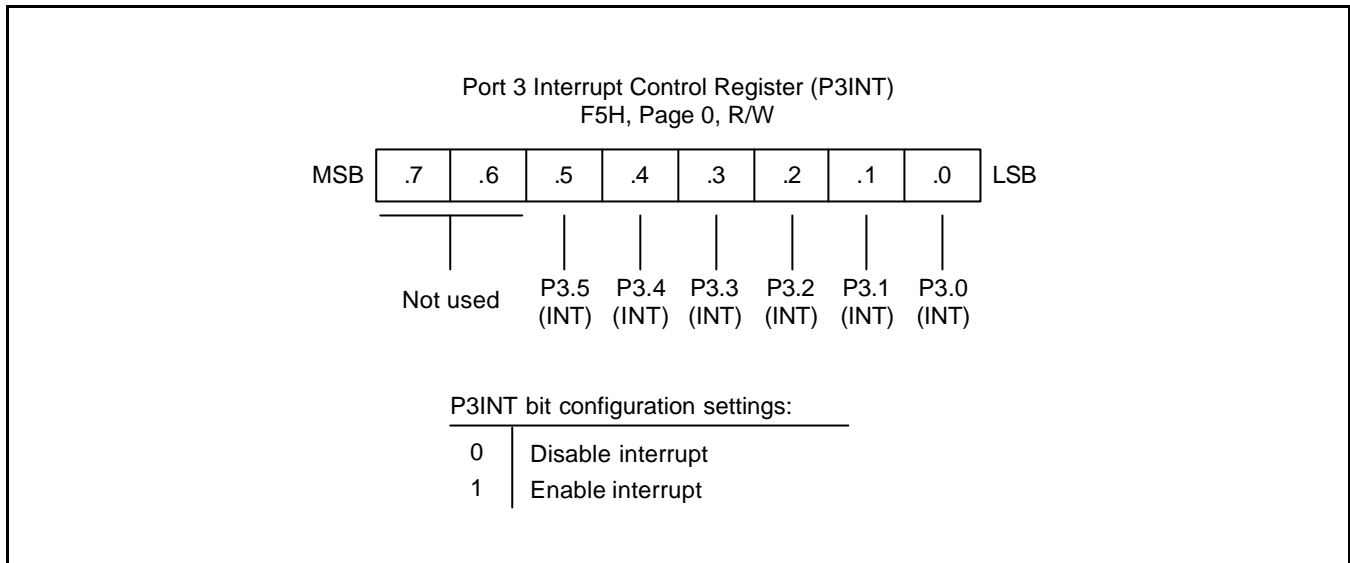 Port 3 Interrupt Control Register (P3INT)
F5H, Page 0, R/W
MSB .7 .6 .5 .4 .3 .2 .1 .0 LSB
Not used P3.5 P3.4 P3.3 P3.2 P3.1 P3.0
(INT) (INT) (INT) (INT) (INT) (INT)
P3INT bit configuration settings:
0 Disable interrupt
1 Enable interrupt